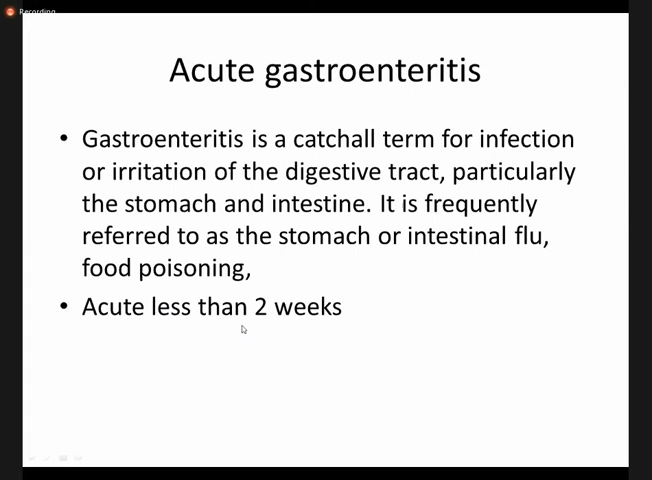 Recording
Acute gastroenteritis
• Gastroenteritis is a catchall term for infection
or irritation of the digestive tract, particularly
the stomach and intestine. It is frequently
referred to as the stomach or intestinal flu,
food poisoning,
• Acute less than 2 weeks